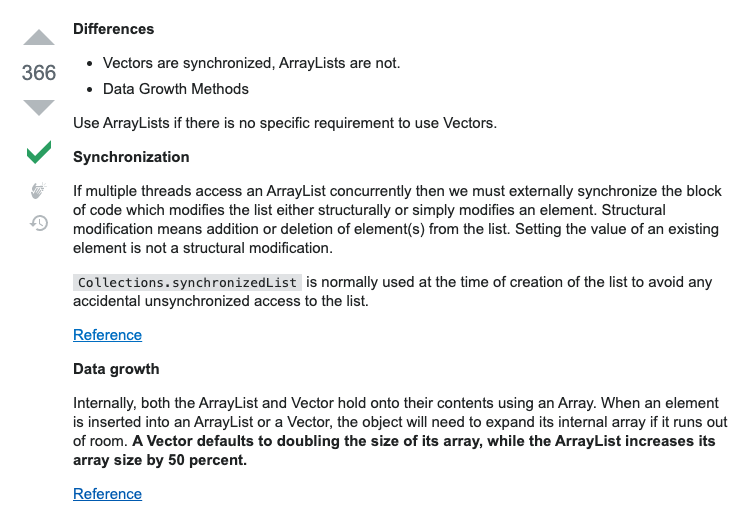 Differences
366
• Vectors are synchronized, ArrayLists are not.
• Data Growth Methods
Use ArrayLists if there is no specific requirement to use Vectors.
Synchronization
If multiple threads access an ArrayList concurrently then we must externally synchronize the block
of code which modifies the list either structurally or simply modifies an element. Structural
modification means addition or deletion of element(s) from the list. Setting the value of an existing
element is not a structural modification.
Collections.synchronizedList is normally used at the time of creation of the list to avoid any
accidental unsynchronized access to the list.
Reference
Data growth
Internally, both the ArrayList and Vector hold onto their contents using an Array. When an element
is inserted into an ArrayList or a Vector, the object will need to expand its internal array if it runs out
of room. A Vector defaults to doubling the size of its array, while the ArrayList increases its
array size by 50 percent.
Reference